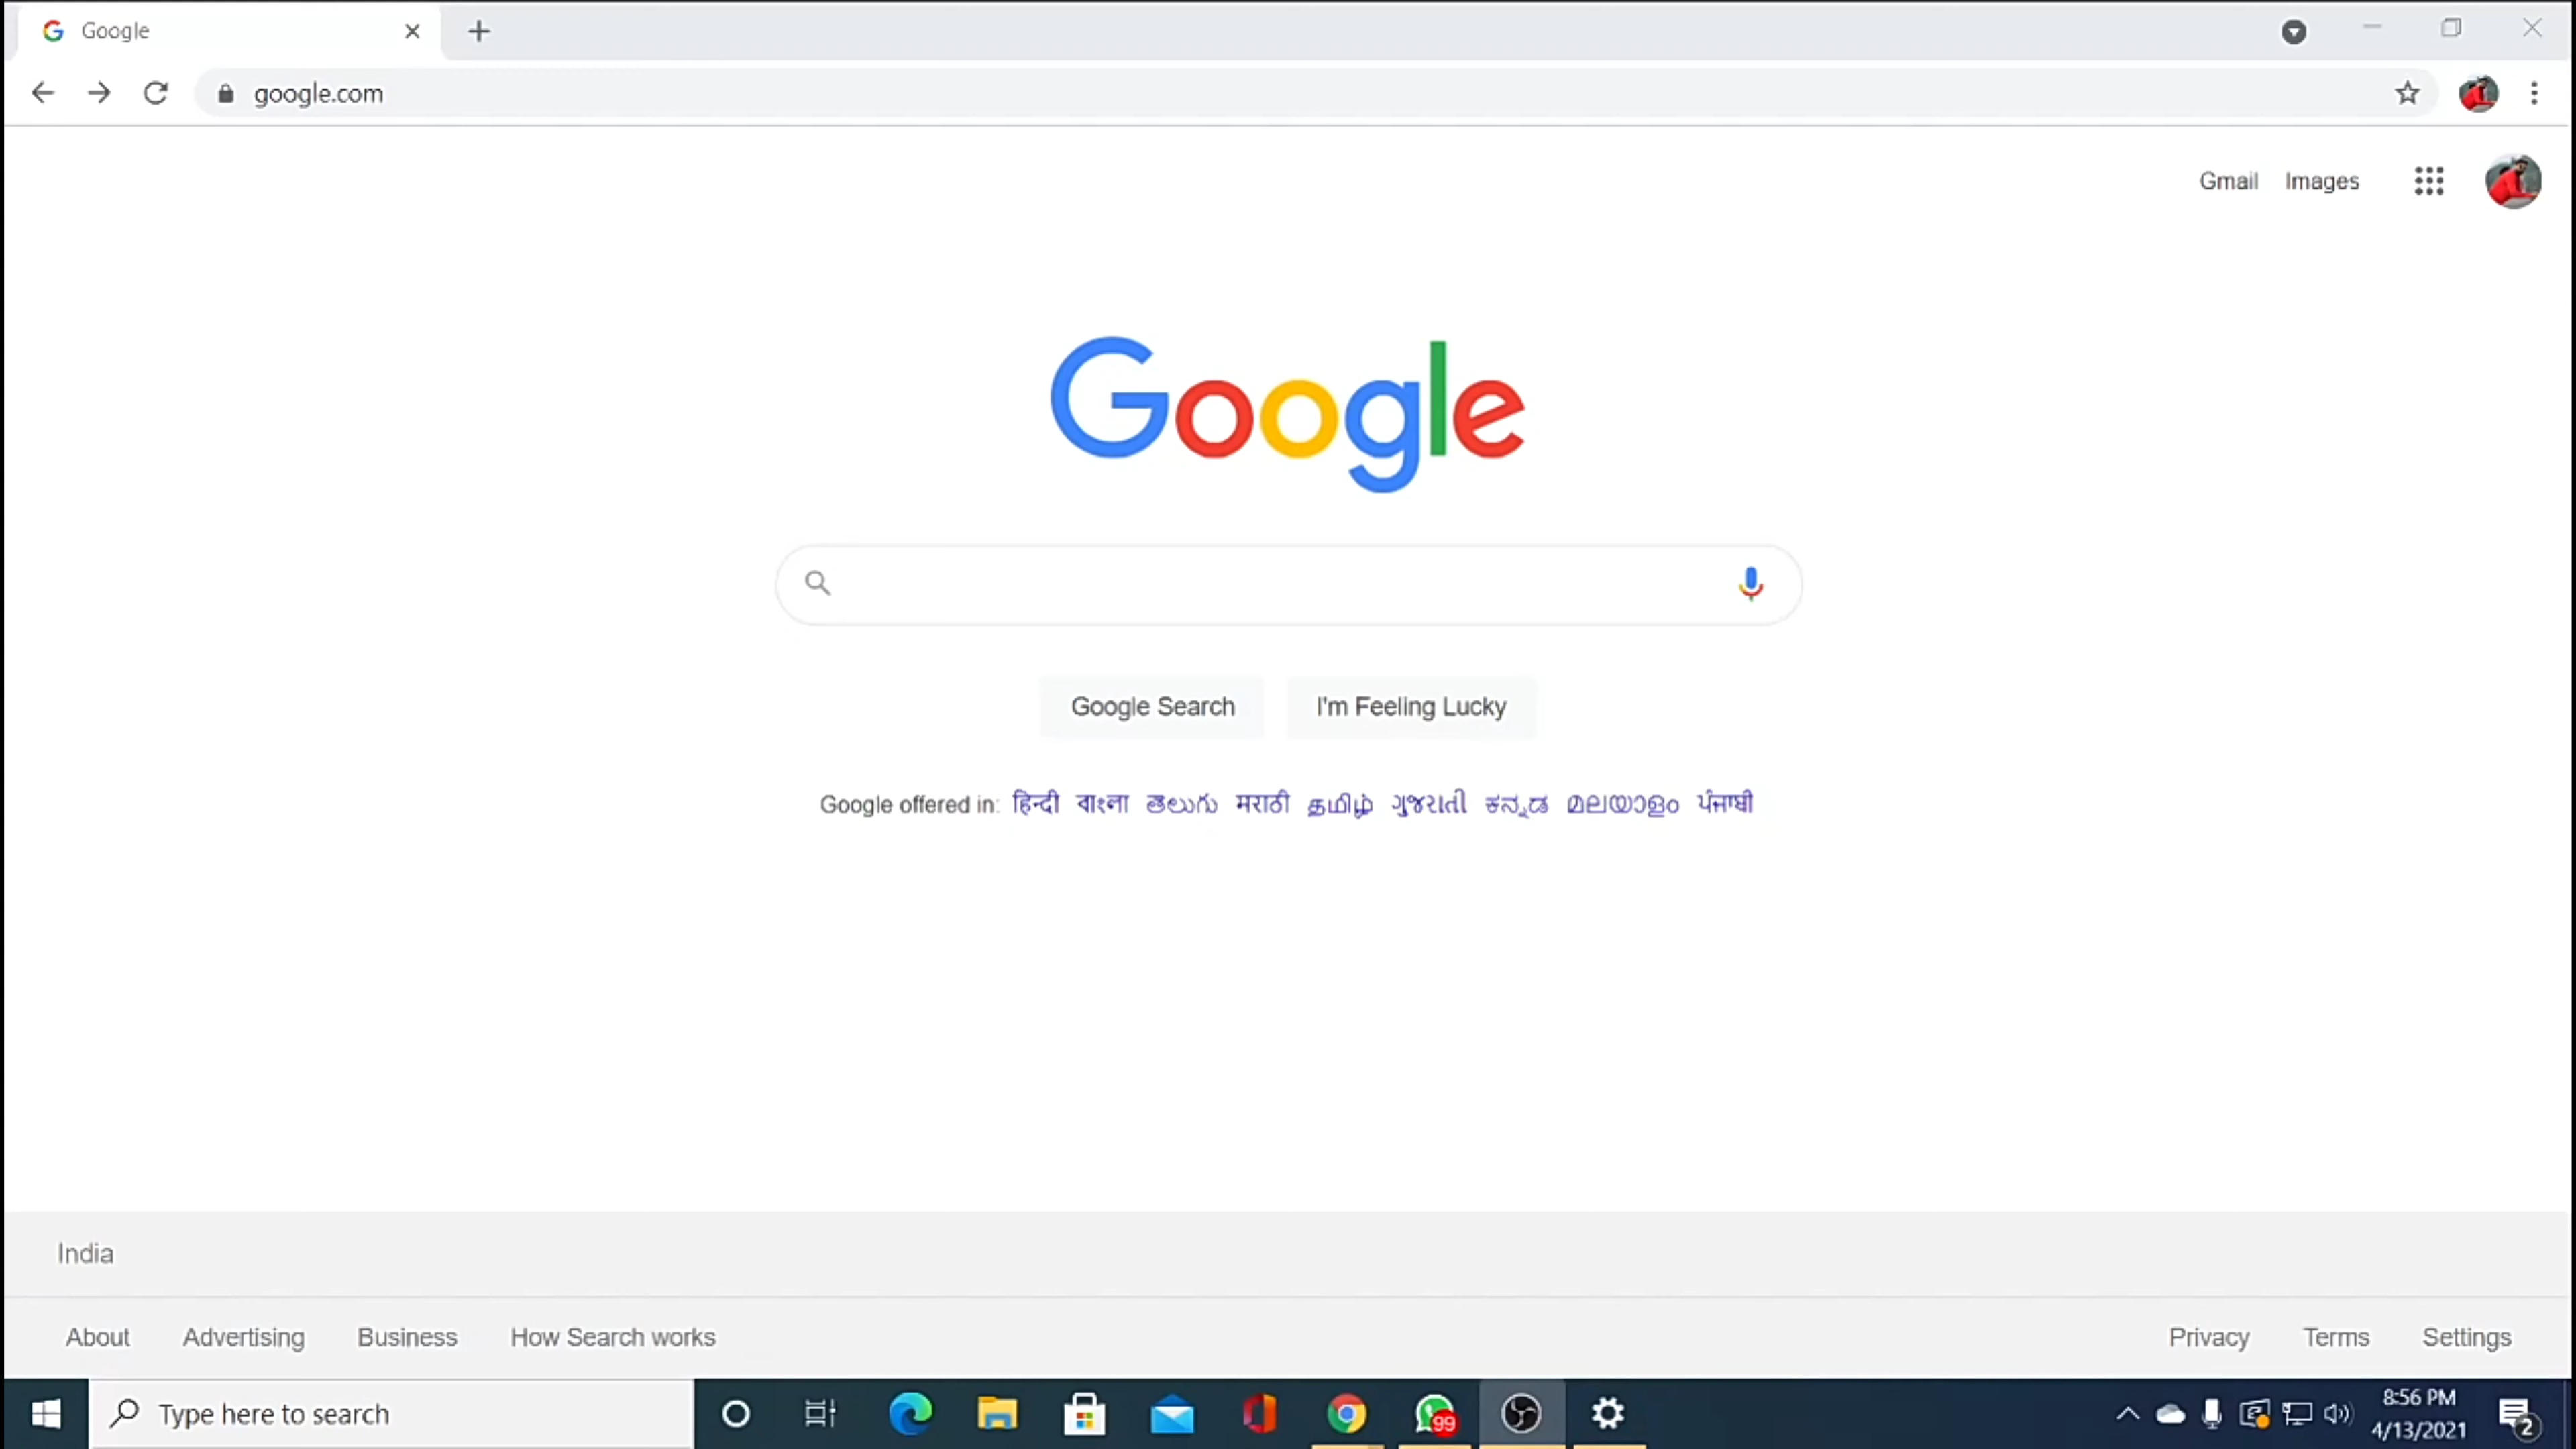 Google
google.com
Gmail Images
Google
Google Search I'm Feeling Lucky
Google offered in: हिन्दी বাংলা తెలుగు मराठी தமிழ் ગુજરાતી ಕನ್ನಡ മലയാളം ਪੰਜਾਬੀ
India
About Advertising Business How Search works Privacy Terms Settings
Type here to search 99 8:56 PM
4/13/2021 2